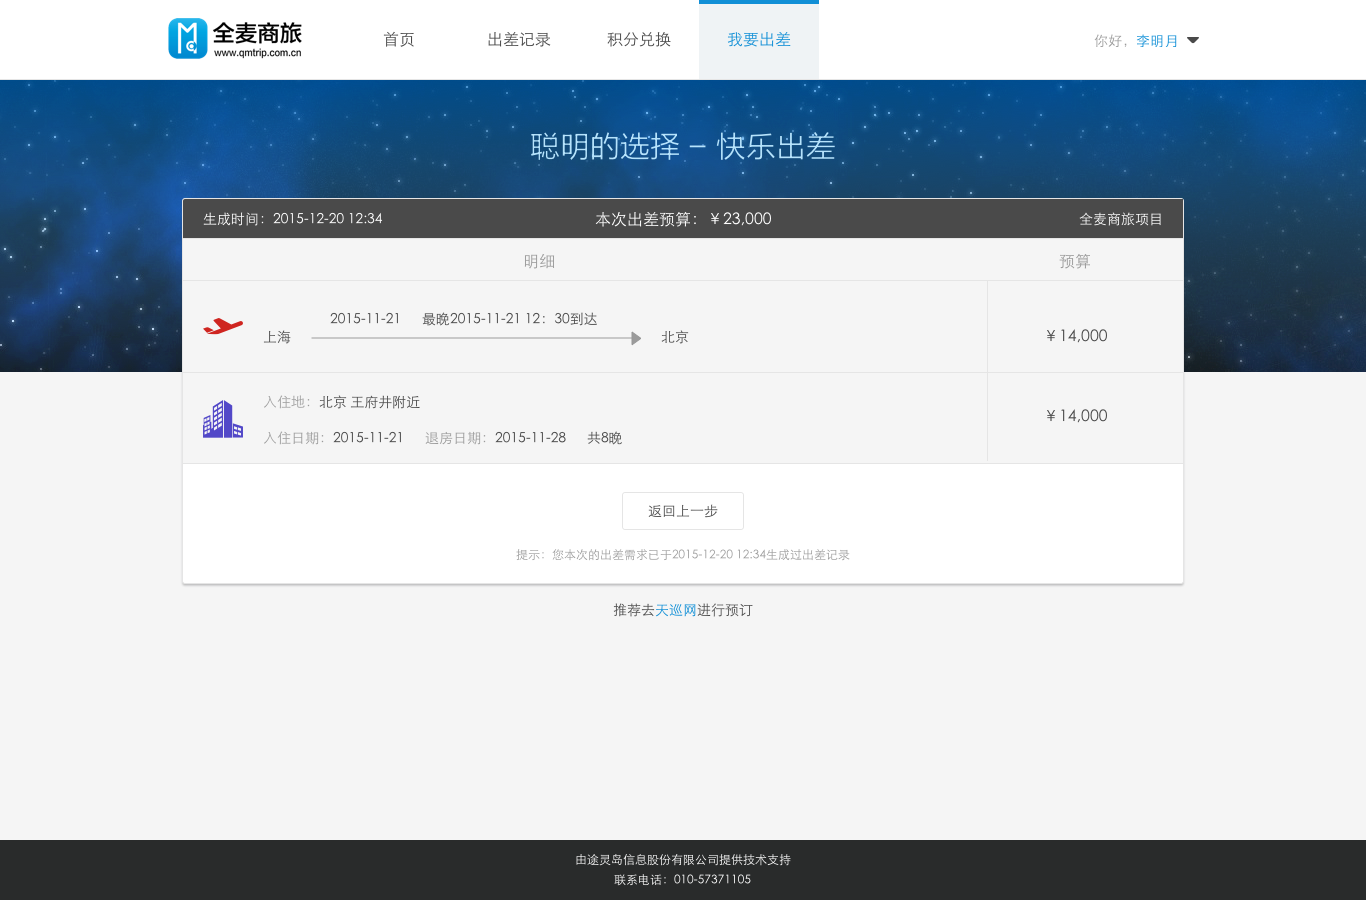 全麦商旅
www.qmtrip.com.cn
首页
出差记录
积分兑换
我要出差
你好，李明月
聪明的选择 – 快乐出差
生成时间：2015-12-20 12:34
本次出差预算：￥23,000
全麦商旅项目
明细
预算
2015-11-21 最晚2015-11-21 12：30到达
上海
北京
￥14,000
入住地：北京 王府井附近
入住日期：2015-11-21 退房日期：2015-11-28 共8晚
￥14,000
返回上一步
提示：您本次的出差需求已于2015-12-20 12:34生成过出差记录
推荐去天巡网进行预订
由途灵岛信息股份有限公司提供技术支持
联系电话：010-57371105